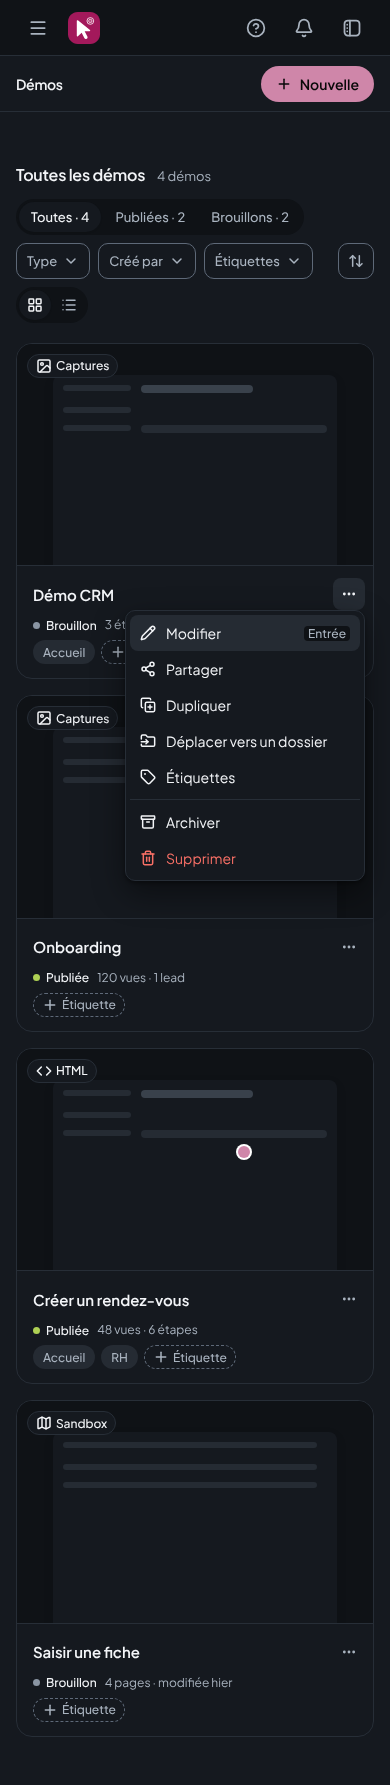 Démos
Nouvelle
Toutes les démos 4 démos
Toutes · 4 Publiées · 2 Brouillons · 2
Type Créé par Étiquettes
Captures
Démo CRM
Brouillon
Accueil
Modifier Entrée
Partager
Dupliquer
Déplacer vers un dossier
Étiquettes
Archiver
Supprimer
Captures
Onboarding
Publiée 120 vues · 1 lead
Étiquette
HTML
Créer un rendez-vous
Publiée 48 vues · 6 étapes
Accueil RH Étiquette
Sandbox
Saisir une fiche
Brouillon 4 pages · modifiée hier
Étiquette